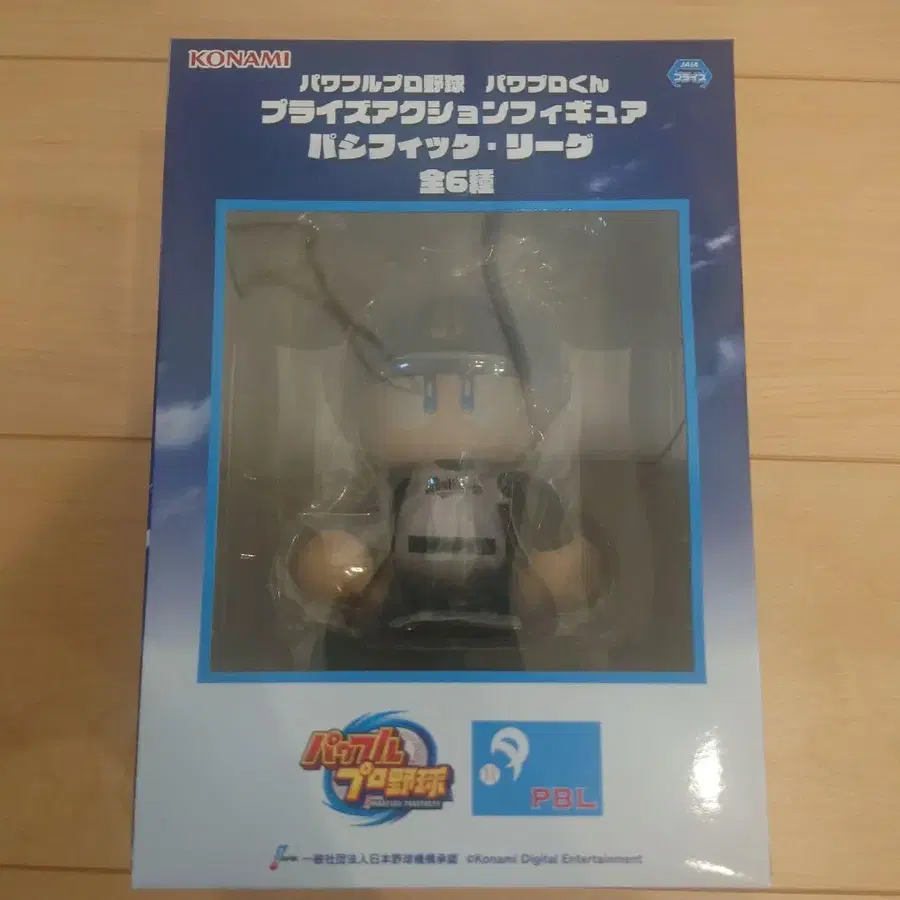 KONAMI
JAIA
プライズ
パワフルプロ野球 パワプロくん
プライズアクションフィギュア
パシフィック・リーグ
全6種
パワフル
プロ野球
PBL
一般社団法人日本野球機構承認 ©Konami Digital Entertainment